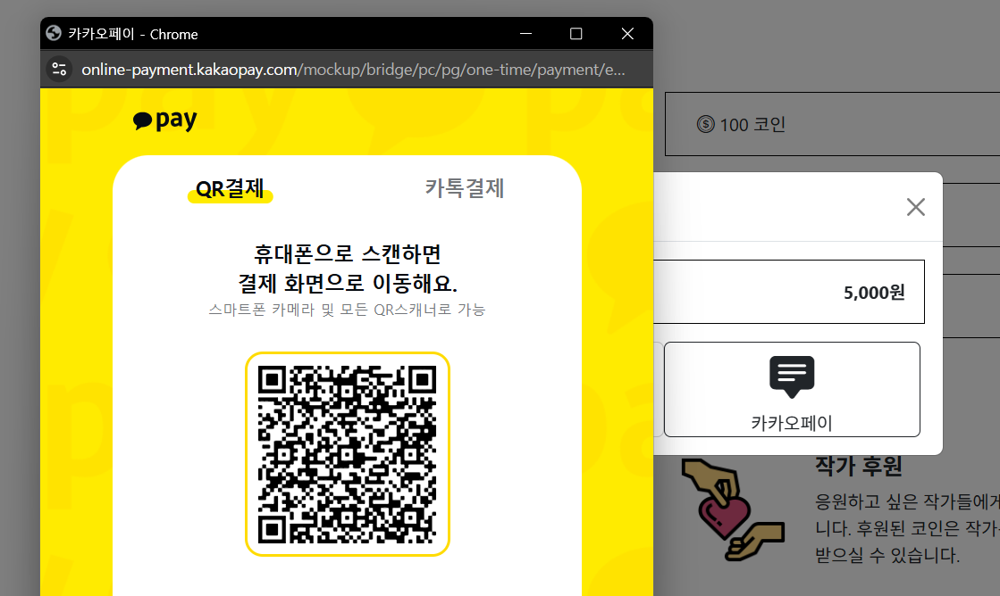 카카오페이 - Chrome
online-payment.kakaopay.com/mockup/bridge/pc/pg/one-time/payment/e...
pay
QR결제
카톡결제
휴대폰으로 스캔하면
결제 화면으로 이동해요.
스마트폰 카메라 및 모든 QR스캐너로 가능
100 코인
5,000원
카카오페이
작가 후원
응원하고 싶은 작가들에게
니다. 후원된 코인은 작가
받으실 수 있습니다.